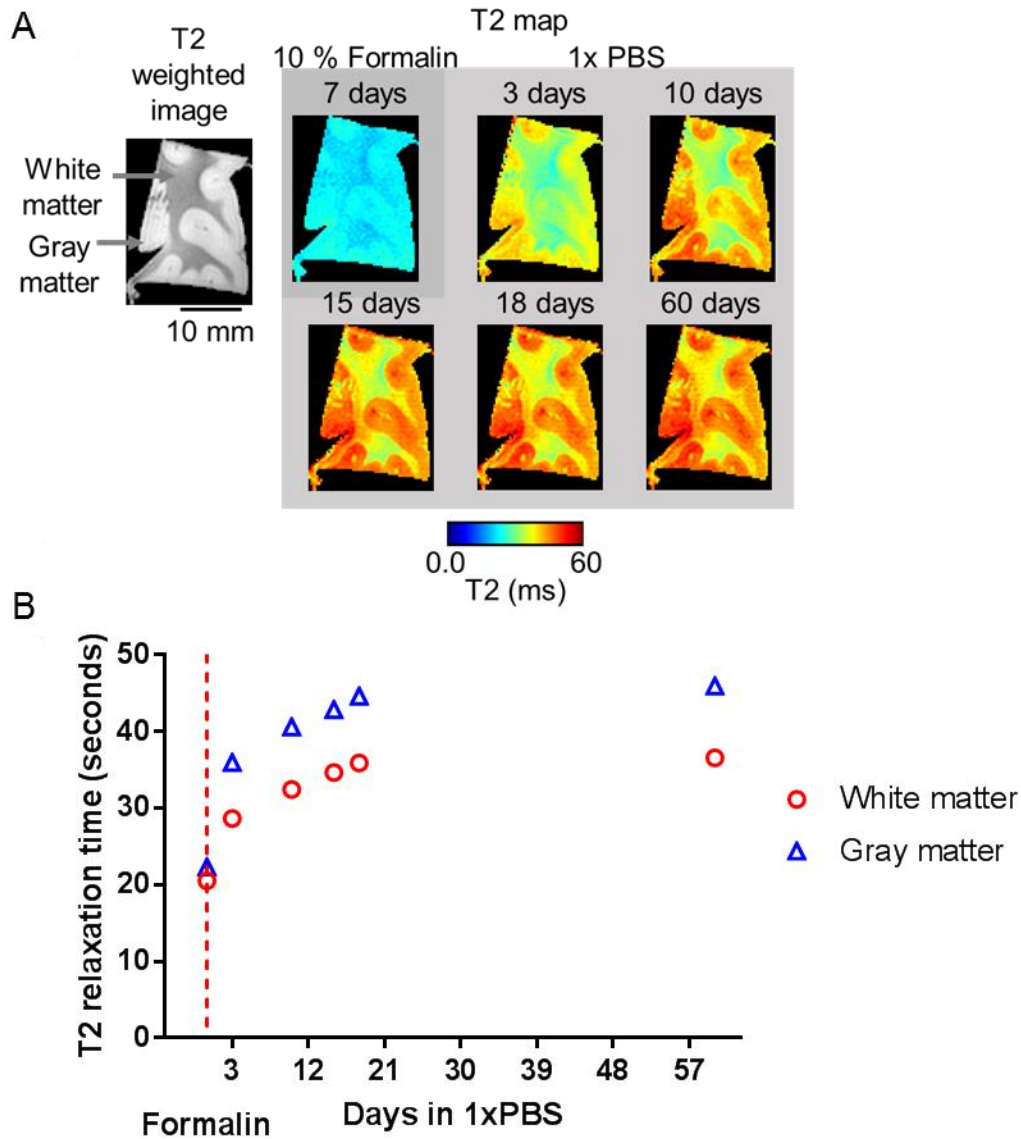 A
T2
weighted
image
White
matter
Gray
matter
10 mm
T2 map
10 % Formalin 1x PBS
7 days 3 days 10 days
15 days 18 days 60 days
0.0 60
T2 (ms)
B
T2 relaxation time (seconds)
50
40
30
20
10
0
3 12 21 30 39 48 57
Formalin Days in 1xPBS
White matter
Gray matter